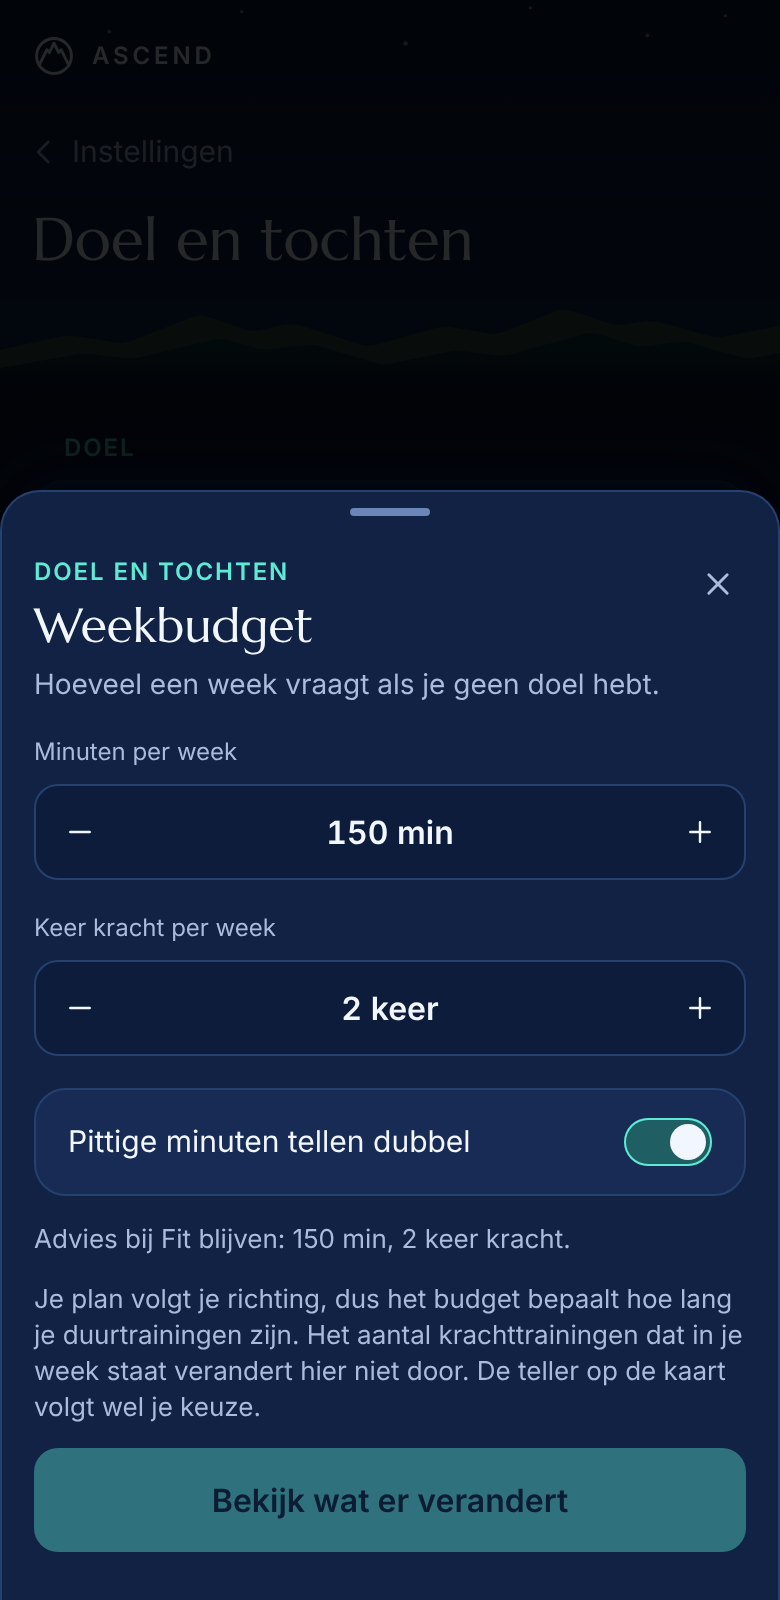 ASCEND
Instellingen
Doel en tochten
DOEL
DOEL EN TOCHTEN
Weekbudget
Hoeveel een week vraagt als je geen doel hebt.
Minuten per week
150 min
Keer kracht per week
2 keer
Pittige minuten tellen dubbel
Advies bij Fit blijven: 150 min, 2 keer kracht.
Je plan volgt je richting, dus het budget bepaalt hoe lang
je duurtrainingen zijn. Het aantal krachttrainingen dat in je
week staat verandert hier niet door. De teller op de kaart
volgt wel je keuze.
Bekijk wat er verandert